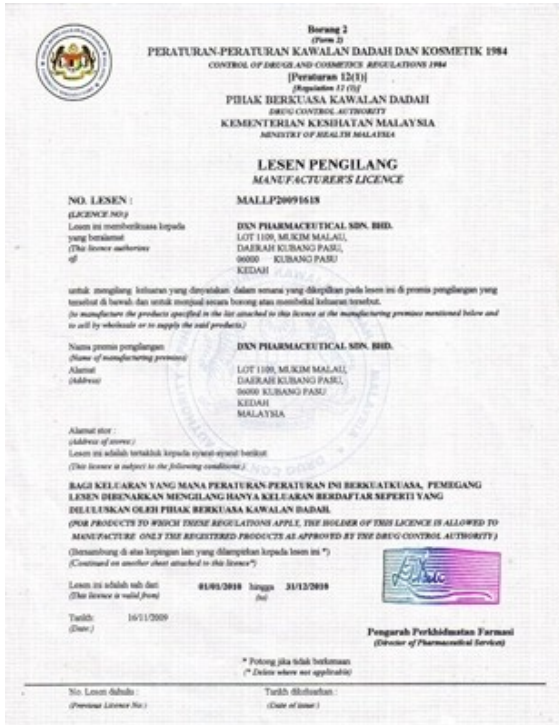 Borang 2
(Form 2)
PERATURAN-PERATURAN KAWALAN DADAH DAN KOSMETIK 1984
CONTROL OF DRUGS AND COSMETICS REGULATIONS 1984
[Peraturan 12(1)]
[Regulation 12 (1)]
PIHAK BERKUASA KAWALAN DADAH
DRUG CONTROL AUTHORITY
KEMENTERIAN KESIHATAN MALAYSIA
MINISTRY OF HEALTH MALAYSIA
LESEN PENGILANG
MANUFACTURER'S LICENCE
NO. LESEN : MALLP20091618
(LICENCE NO.)
Lesen ini memberikuasa kepada DXN PHARMACEUTICAL SDN. BHD.
yang beralamat LOT 1109, MUKIM MALAU,
(This licence authorizes DAERAH KUBANG PASU,
of) 06000 KUBANG PASU
KEDAH
untuk mengilang keluaran yang dinyatakan dalam senarai yang dikepilkan pada lesen ini di premis pengilangan yang
tersebut di bawah dan untuk menjual secara borong atau membekal keluaran tersebut.
(to manufacture the products specified in the list attached to this licence at the manufacturing premises mentioned below and
to sell by wholesale or to supply the said products.)
Nama premis pengilangan DXN PHARMACEUTICAL SDN. BHD.
(Name of manufacturing premises)
Alamat LOT 1109, MUKIM MALAU,
(Address) DAERAH KUBANG PASU,
06000 KUBANG PASU
KEDAH
MALAYSIA
Alamat stor :
(Address of stores:)
Lesen ini adalah tertakluk kepada syarat-syarat berikut:
(This licence is subject to the following conditions:)
BAGI KELUARAN YANG MANA PERATURAN-PERATURAN INI BERKUATKUASA, PEMEGANG
LESEN DIBENARKAN MENGILANG HANYA KELUARAN BERDAFTAR SEPERTI YANG
DILULUSKAN OLEH PIHAK BERKUASA KAWALAN DADAH.
(FOR PRODUCTS TO WHICH THESE REGULATIONS APPLY, THE HOLDER OF THIS LICENCE IS ALLOWED TO
MANUFACTURE ONLY THE REGISTERED PRODUCTS AS APPROVED BY THE DRUG CONTROL AUTHORITY)
(Bersambung di atas kepingan lain yang dilampirkan kepada lesen ini *)
(Continued on another sheet attached to this licence*)
Lesen ini adalah sah dari 01/01/2010 hingga 31/12/2010
(This licence is valid from) (to)
Tarikh: 16/11/2009
(Date:)
Pengarah Perkhidmatan Farmasi
(Director of Pharmaceutical Services)
* Potong jika tidak berkenaan
(* Delete where not applicable)
No. Lesen dahulu : Tarikh dikeluarkan :
(Previous Licence No.) (Date of issue:)